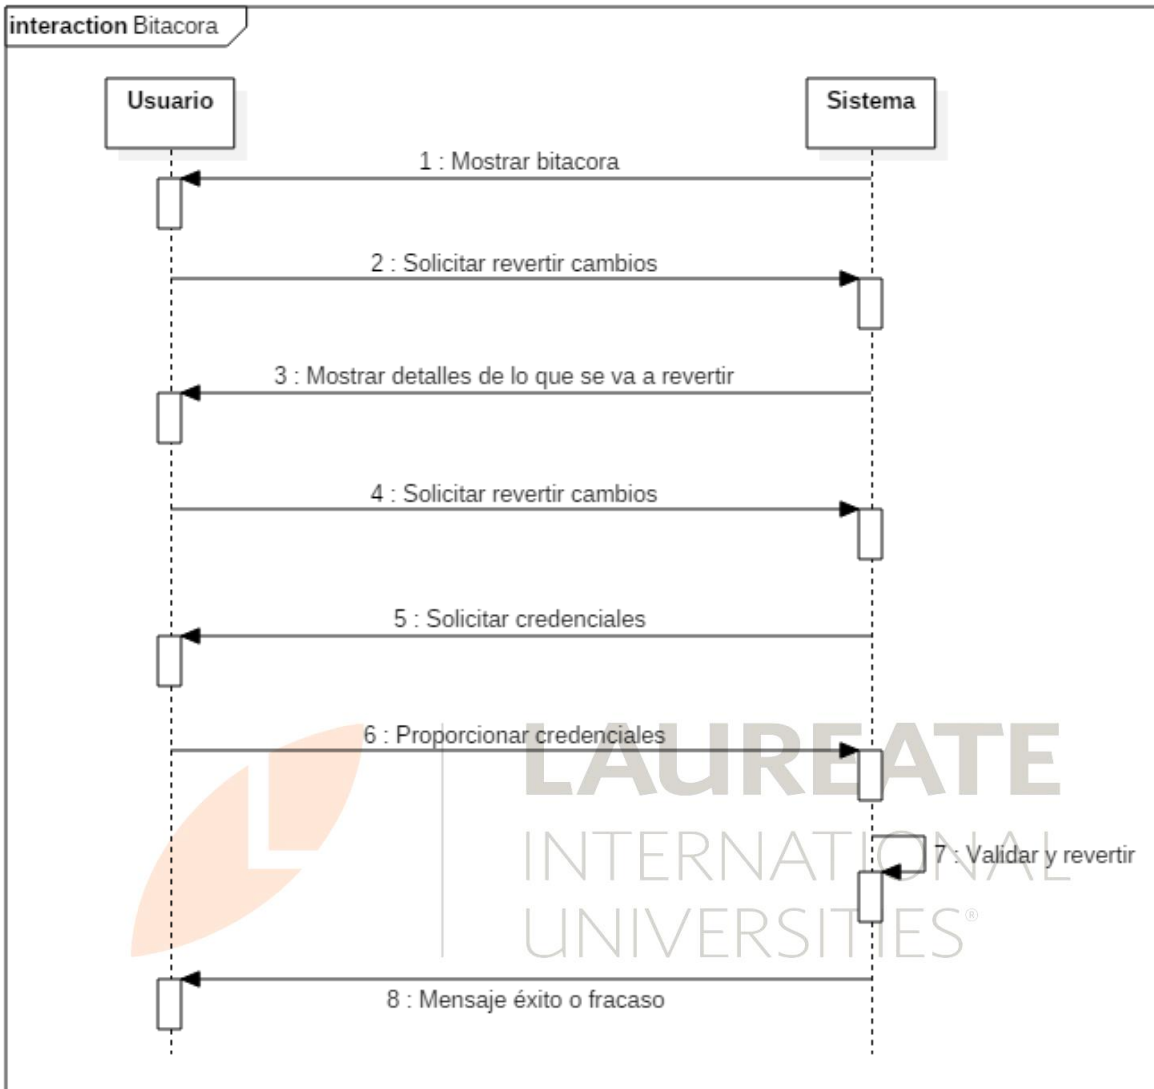 interaction Bitacora
Usuario
Sistema
1 : Mostrar bitacora
2 : Solicitar revertir cambios
3 : Mostrar detalles de lo que se va a revertir
4 : Solicitar revertir cambios
5 : Solicitar credenciales
6 : Proporcionar credenciales
LAUREATE
INTERNATIONAL
7 : Validar y revertir
UNIVERSITIES®
8 : Mensaje éxito o fracaso